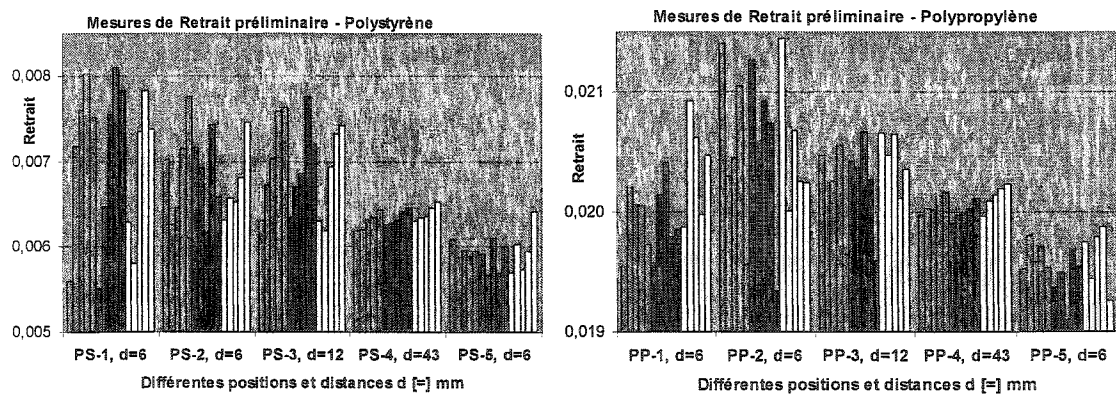 Mesures de Retrait préliminaire - Polystyrène
Retrait
0,008
0,007
0,006
0,005
PS-1, d=6 PS-2, d=6 PS-3, d=12 PS-4, d=43 PS-5, d=6
Différentes positions et distances d [=] mm
Mesures de Retrait préliminaire - Polypropylène
Retrait
0,021
0,020
0,019
PP-1, d=6 PP-2, d=6 PP-3, d=12 PP-4, d=43 PP-5, d=6
Différentes positions et distances d [=] mm